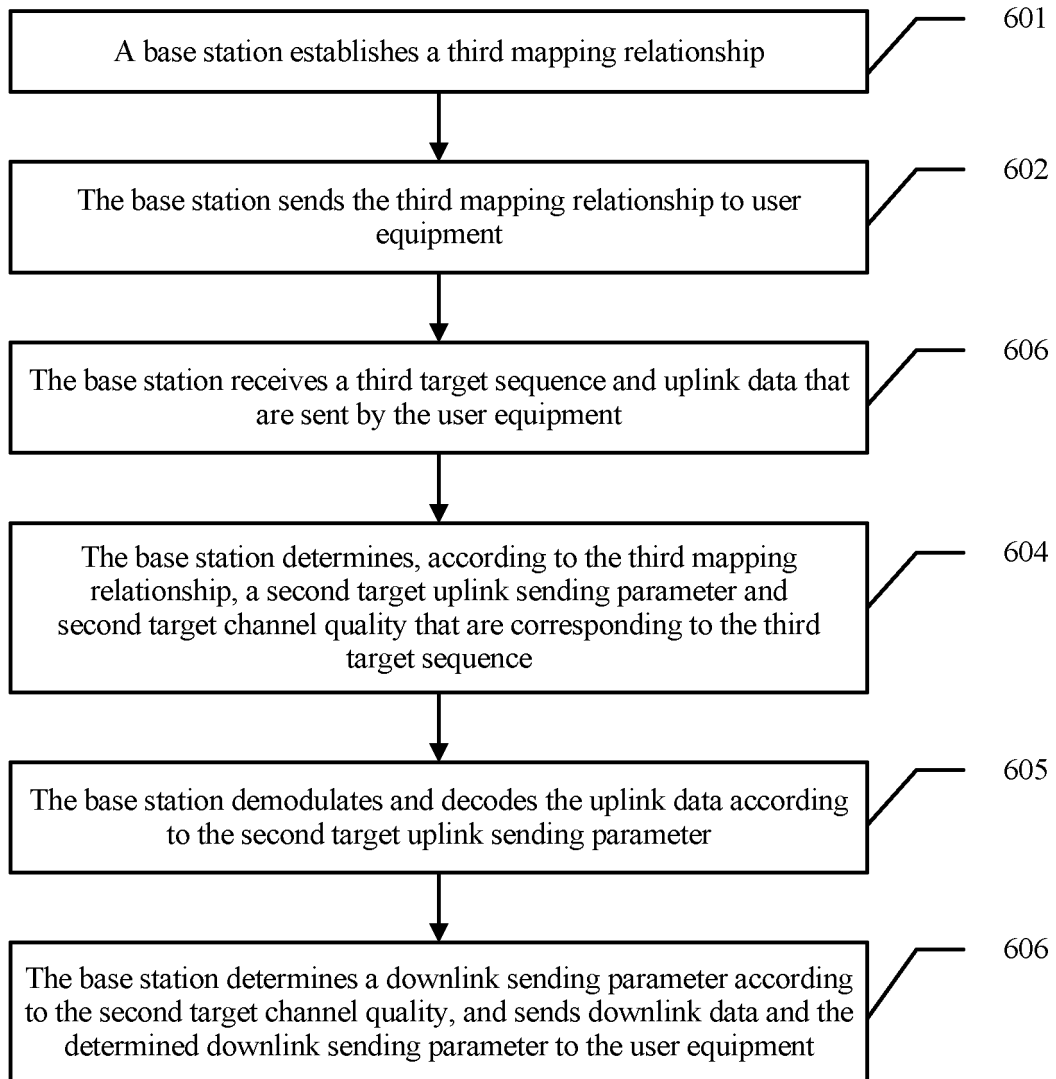 601
A base station establishes a third mapping relationship
602
The base station sends the third mapping relationship to user
equipment
606
The base station receives a third target sequence and uplink data that
are sent by the user equipment
604
The base station determines, according to the third mapping
relationship, a second target uplink sending parameter and
second target channel quality that are corresponding to the third
target sequence
605
The base station demodulates and decodes the uplink data according
to the second target uplink sending parameter
606
The base station determines a downlink sending parameter according
to the second target channel quality, and sends downlink data and the
determined downlink sending parameter to the user equipment